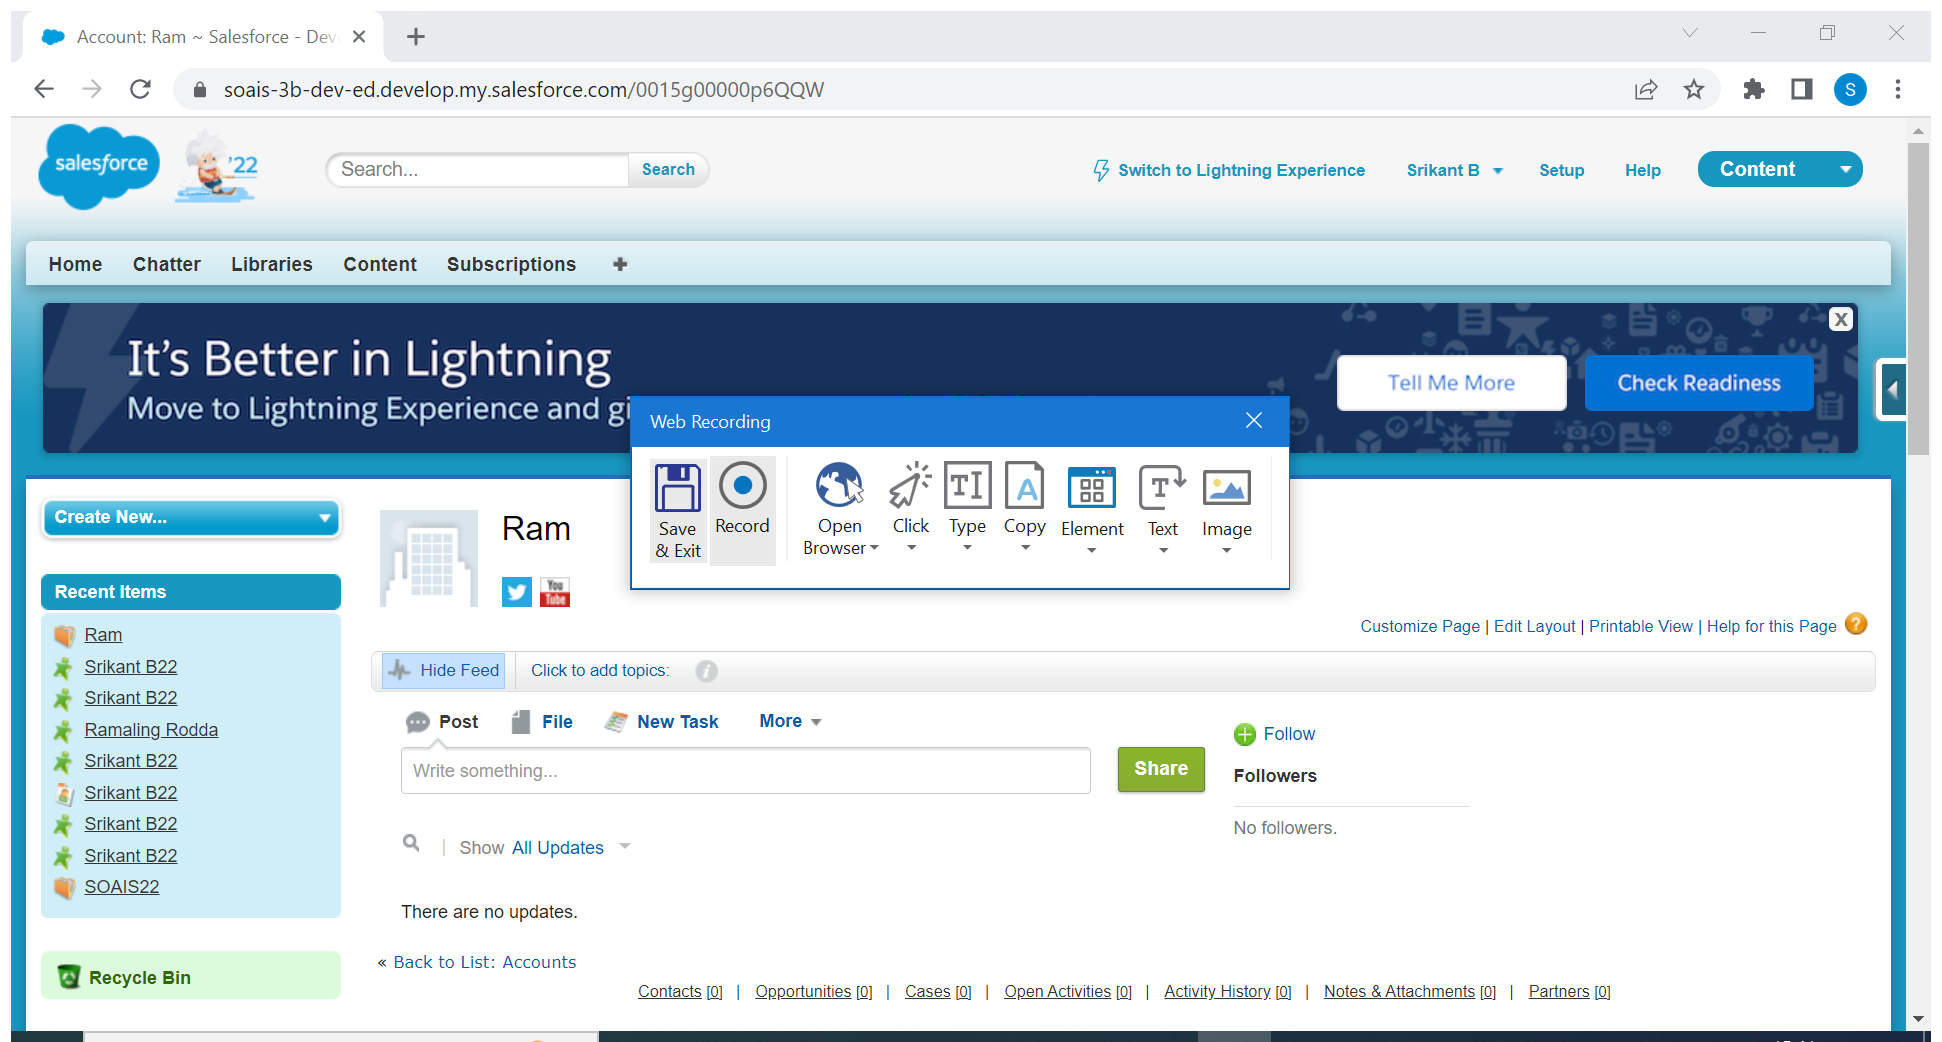 Account: Ram ~ Salesforce - Dev
soais-3b-dev-ed.develop.my.salesforce.com/0015g00000p6QQW
S
salesforce
'22
Search...
Search
Switch to Lightning Experience
Srikant B
Setup
Help
Content
Home
Chatter
Libraries
Content
Subscriptions
It's Better in Lightning
Move to Lightning Experience and gi
Tell Me More
Check Readiness
X
Web Recording
Save
& Exit
Record
Open
Browser
Click
Type
Copy
Element
Text
Image
Create New...
Recent Items
Ram
Srikant B22
Srikant B22
Ramaling Rodda
Srikant B22
Srikant B22
Srikant B22
Srikant B22
SOAIS22
Recycle Bin
Ram
You
Tube
Customize Page | Edit Layout | Printable View | Help for this Page
Hide Feed
Click to add topics:
Post
File
New Task
More
Write something...
Share
Follow
Followers
No followers.
Show All Updates
There are no updates.
« Back to List: Accounts
Contacts [0] | Opportunities [0] | Cases [0] | Open Activities [0] | Activity History [0] | Notes & Attachments [0] | Partners [0]